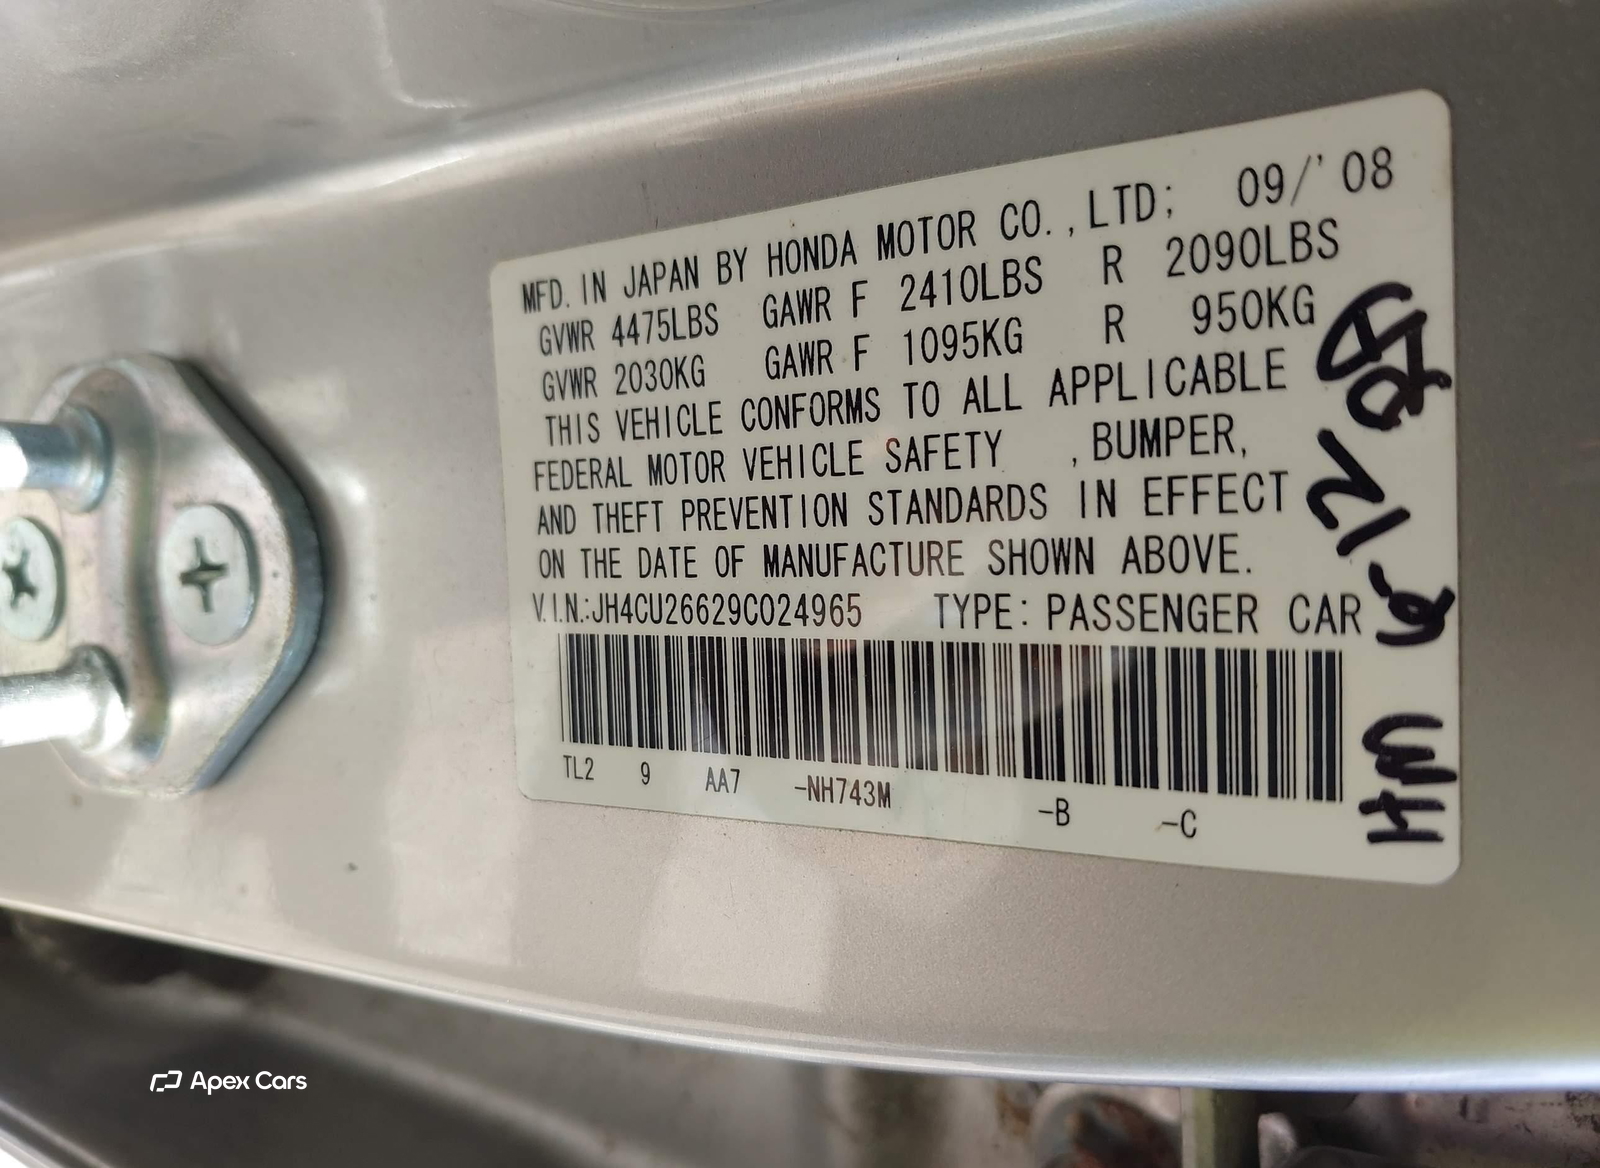 MFD. IN JAPAN BY HONDA MOTOR CO., LTD; 09/'08
GVWR 4475LBS GAWR F 2410LBS R 2090LBS
GVWR 2030KG GAWR F 1095KG R 950KG
THIS VEHICLE CONFORMS TO ALL APPLICABLE
FEDERAL MOTOR VEHICLE SAFETY , BUMPER,
AND THEFT PREVENTION STANDARDS IN EFFECT
ON THE DATE OF MANUFACTURE SHOWN ABOVE.
V.I.N.:JH4CU26629C024965 TYPE: PASSENGER CAR
TL2 9 AA7 -NH743M -B -C
Apex Cars